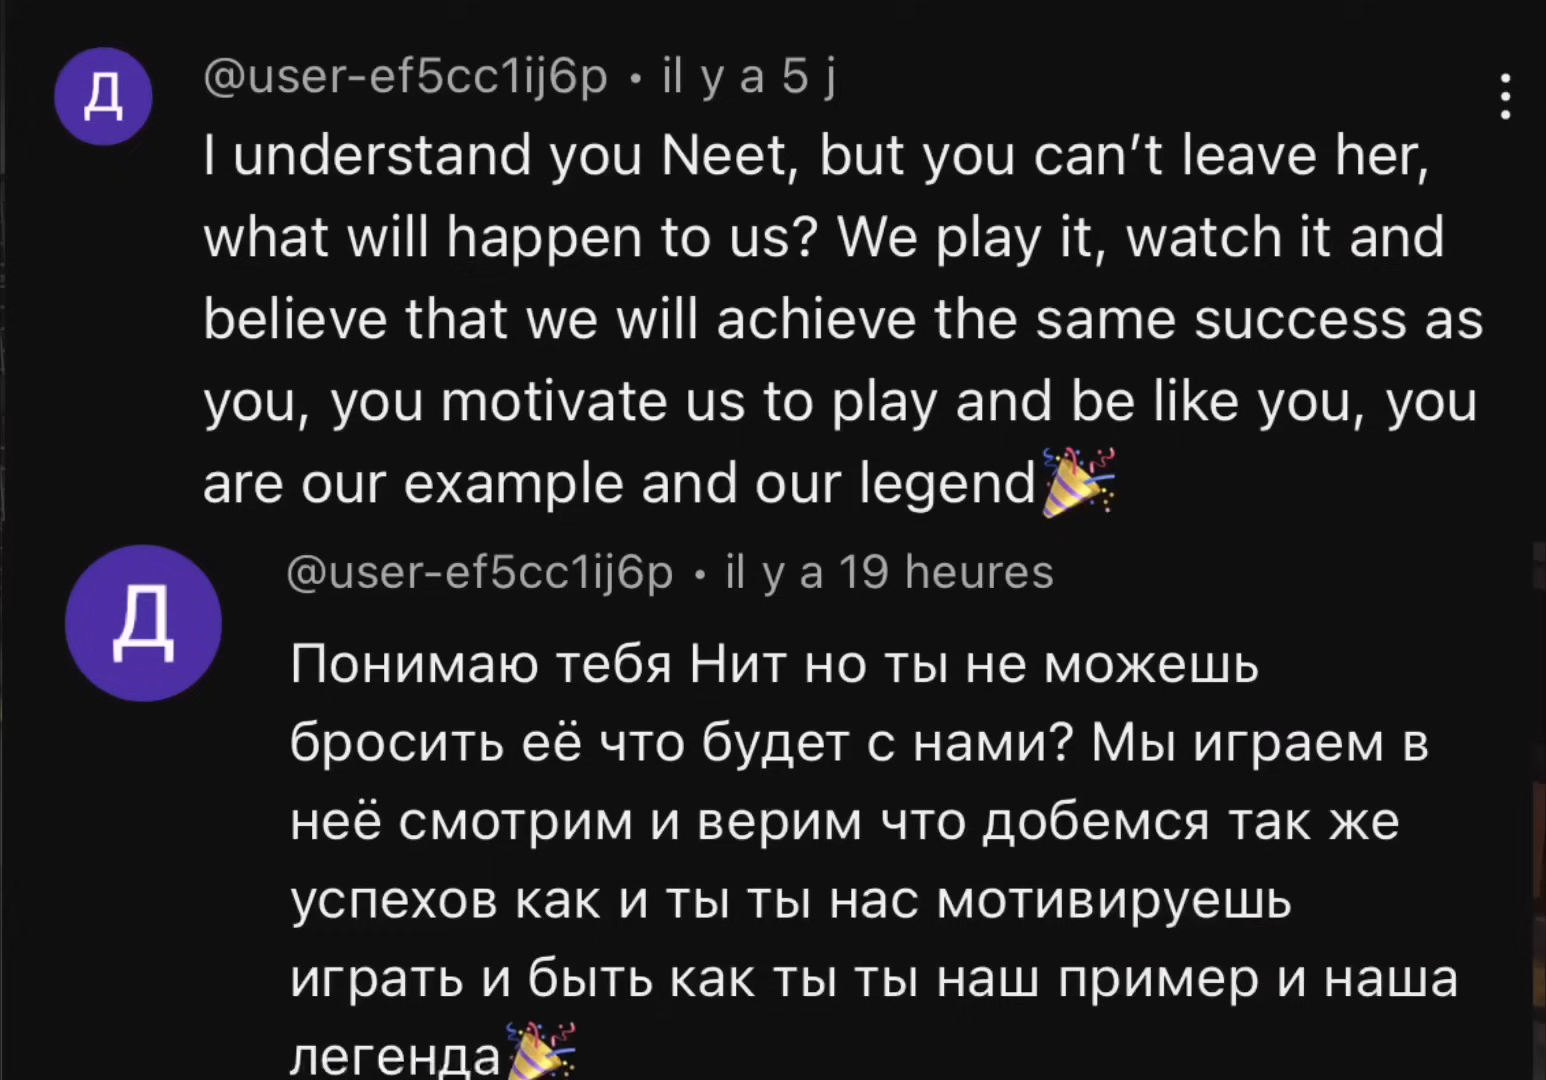 Д
@user-ef5cc1ij6p • il y a 5 j
I understand you Neet, but you can’t leave her,
what will happen to us? We play it, watch it and
believe that we will achieve the same success as
you, you motivate us to play and be like you, you
are our example and our legend🎉
Д
@user-ef5cc1ij6p • il y a 19 heures
Понимаю тебя Нит но ты не можешь
бросить её что будет с нами? Мы играем в
неё смотрим и верим что добемся так же
успехов как и ты ты нас мотивируешь
играть и быть как ты ты наш пример и наша
легенда🎉